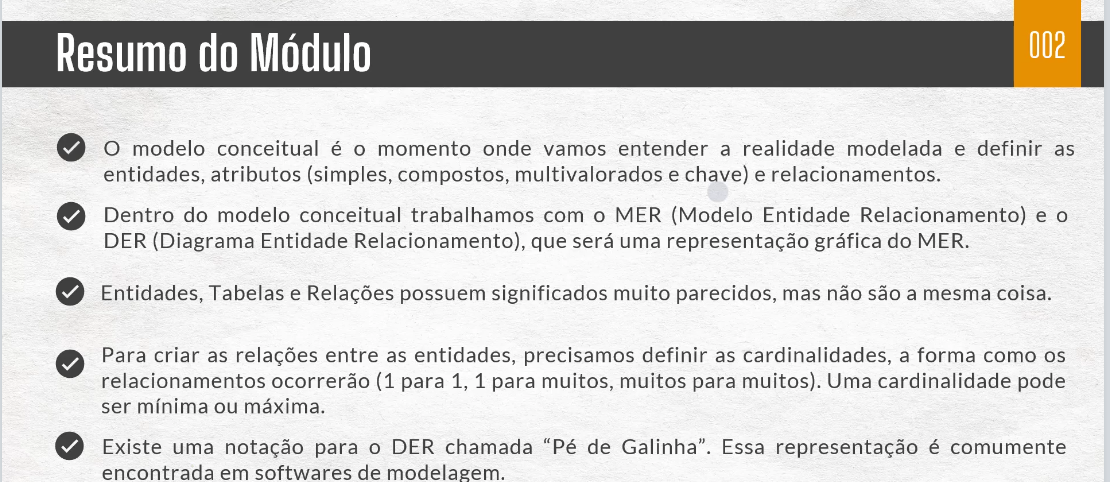 Resumo do Módulo
002
O modelo conceitual é o momento onde vamos entender a realidade modelada e definir as
entidades, atributos (simples, compostos, multivalorados e chave) e relacionamentos.
Dentro do modelo conceitual trabalhamos com o MER (Modelo Entidade Relacionamento) e o
DER (Diagrama Entidade Relacionamento), que será uma representação gráfica do MER.
Entidades, Tabelas e Relações possuem significados muito parecidos, mas não são a mesma coisa.
Para criar as relações entre as entidades, precisamos definir as cardinalidades, a forma como os
relacionamentos ocorrerão (1 para 1, 1 para muitos, muitos para muitos). Uma cardinalidade pode
ser mínima ou máxima.
Existe uma notação para o DER chamada “Pé de Galinha”. Essa representação é comumente
encontrada em softwares de modelagem.